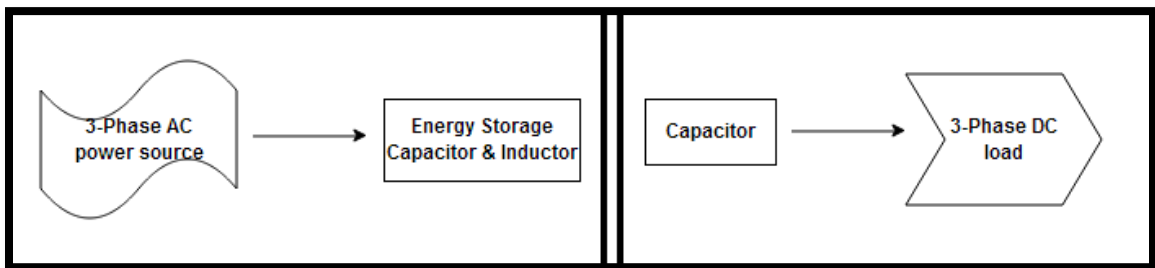 3-Phase AC
power source
Energy Storage
Capacitor & Inductor
Capacitor
3-Phase DC
load